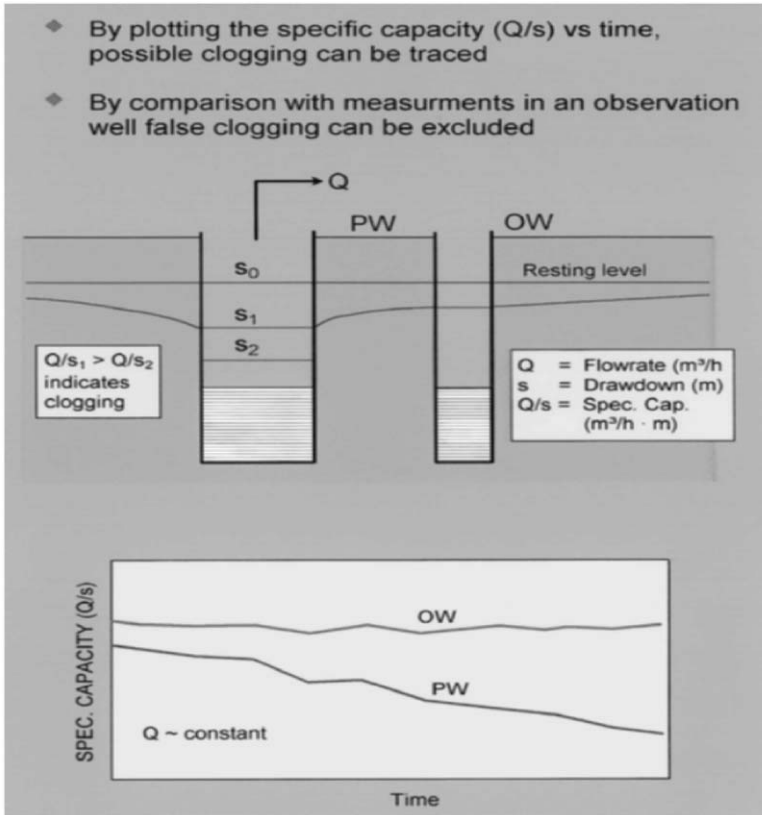 By plotting the specific capacity (Q/s) vs time,
possible clogging can be traced
By comparison with measurments in an observation
well false clogging can be excluded
Q
PW
OW
S₀
Resting level
S₁
S₂
Q/s₁ > Q/s₂
indicates
clogging
Q = Flowrate (m³/h
s = Drawdown (m)
Q/s = Spec. Cap.
(m³/h · m)
SPEC. CAPACITY (Q/s)
OW
PW
Q ~ constant
Time